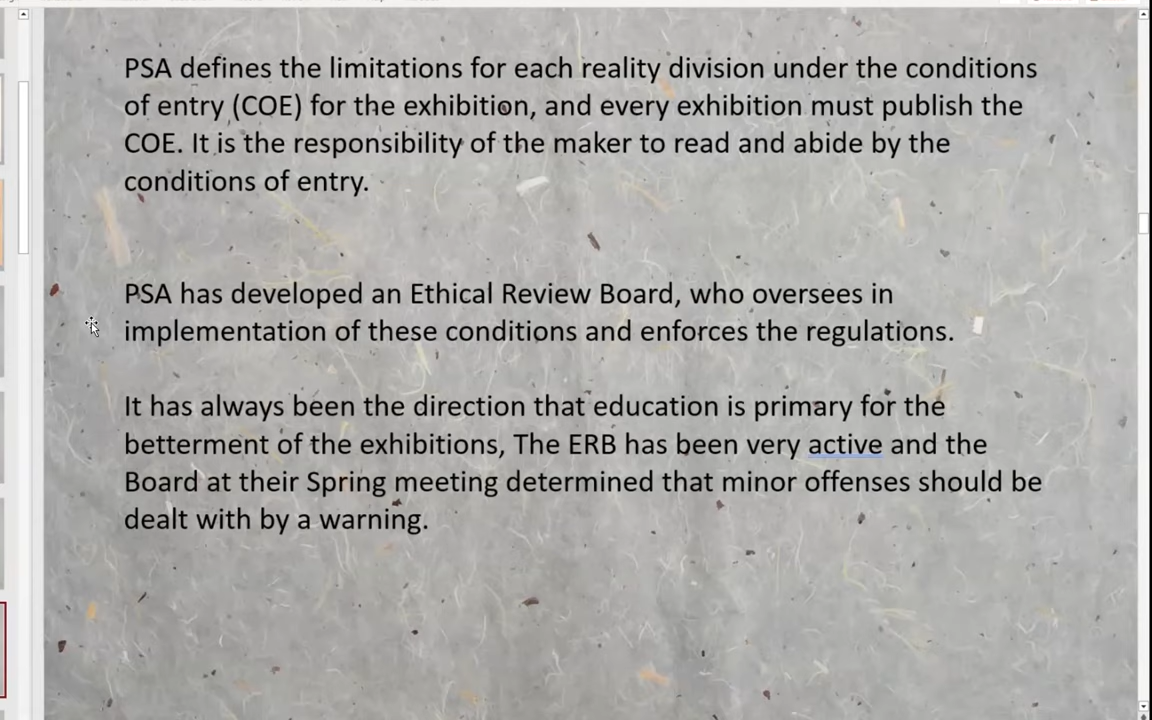 PSA defines the limitations for each reality division under the conditions
of entry (COE) for the exhibition, and every exhibition must publish the
COE. It is the responsibility of the maker to read and abide by the
conditions of entry.
PSA has developed an Ethical Review Board, who oversees in
implementation of these conditions and enforces the regulations.
It has always been the direction that education is primary for the
betterment of the exhibitions, The ERB has been very active and the
Board at their Spring meeting determined that minor offenses should be
dealt with by a warning.